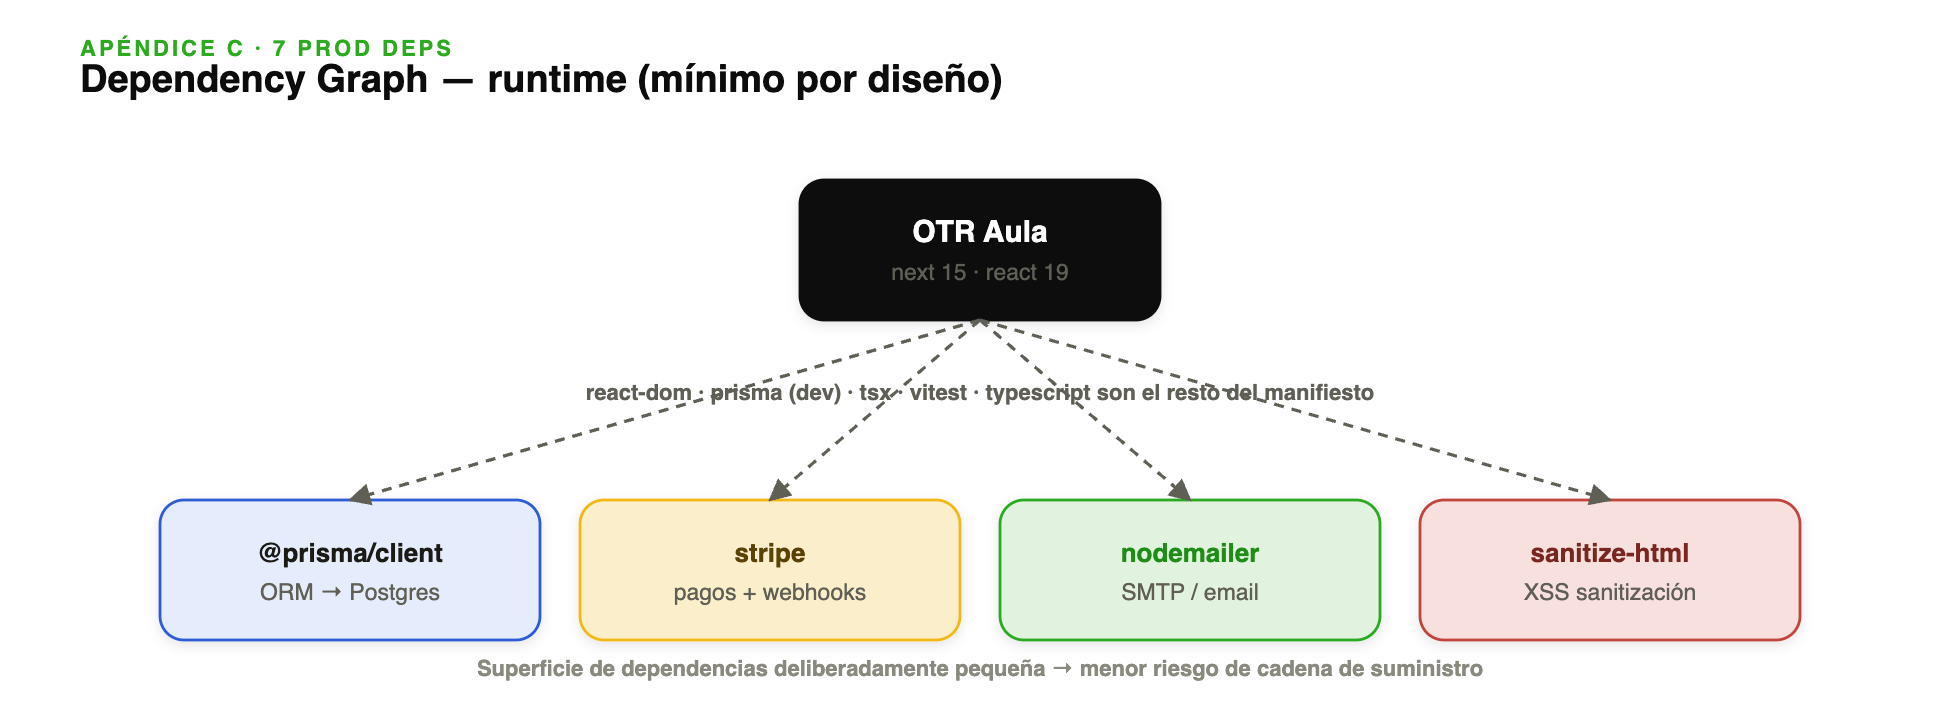 APÉNDICE C · 7 PROD DEPS
Dependency Graph — runtime (mínimo por diseño)
OTR Aula
next 15 · react 19
react-dom · prisma (dev) · tsx · vitest · typescript son el resto del manifiesto
@prisma/client
ORM → Postgres
stripe
pagos + webhooks
nodemailer
SMTP / email
sanitize-html
XSS sanitización
Superficie de dependencias deliberadamente pequeña → menor riesgo de cadena de suministro